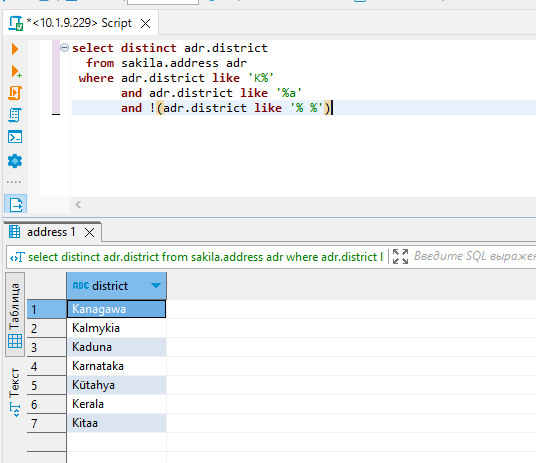 *<10.1.9.229> Script
select distinct adr.district
from sakila.address adr
where adr.district like 'K%'
and adr.district like '%a'
and !(adr.district like '% %')
address 1
select distinct adr.district from sakila.address adr where adr.district l
Введите SQL выражен
Таблица
Текст
ABC district
1 Kanagawa
2 Kalmykia
3 Kaduna
4 Karnataka
5 Kütahya
6 Kerala
7 Kitaa